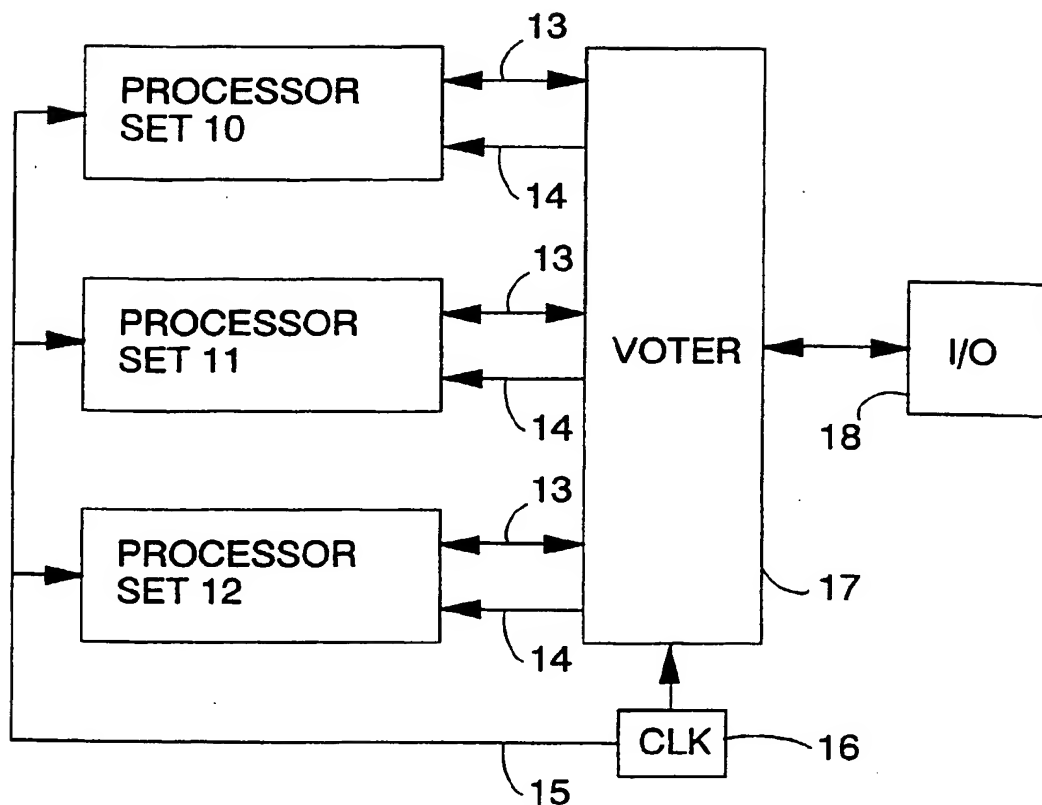 13
PROCESSOR
SET 10
14
13
PROCESSOR
SET 11
VOTER
I/O
14
18
13
PROCESSOR
SET 12
17
14
CLK
16
15